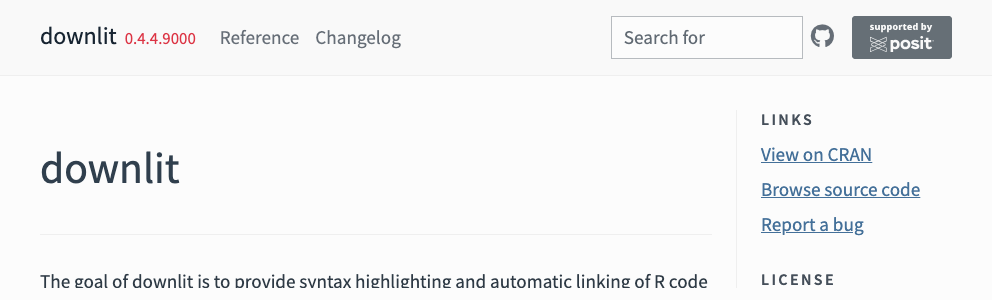 downlit 0.4.4.9000 Reference Changelog Search for supported by posit
LINKS
View on CRAN
downlit
Browse source code
Report a bug
The goal of downlit is to provide syntax highlighting and automatic linking of R code
LICENSE